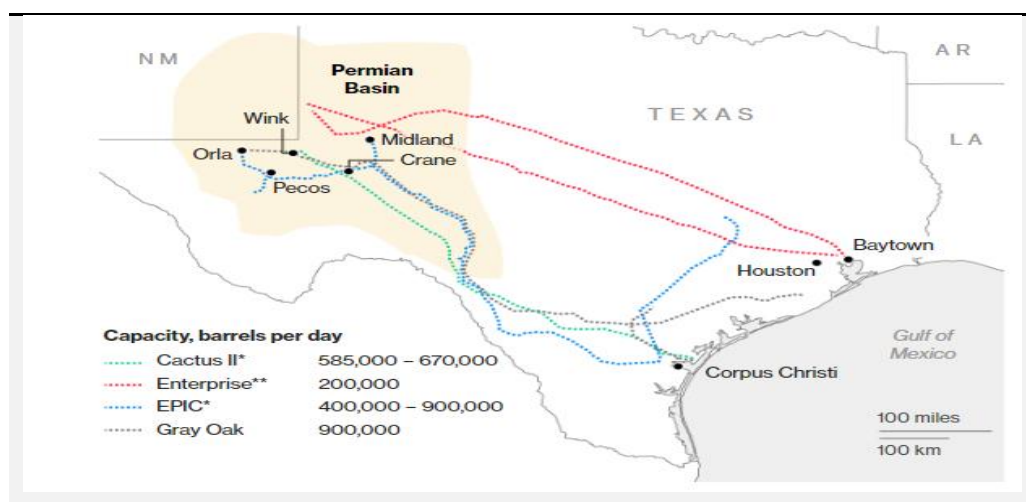 NM
AR
Permian
Basin
TEXAS
Wink
Midland
LA
Orla
Crane
Pecos
Baytown
Houston
Capacity, barrels per day
Gulf of
Mexico
Cactus II* 585,000 – 670,000
Corpus Christi
Enterprise** 200,000
EPIC* 400,000 – 900,000
100 miles
Gray Oak 900,000
100 km